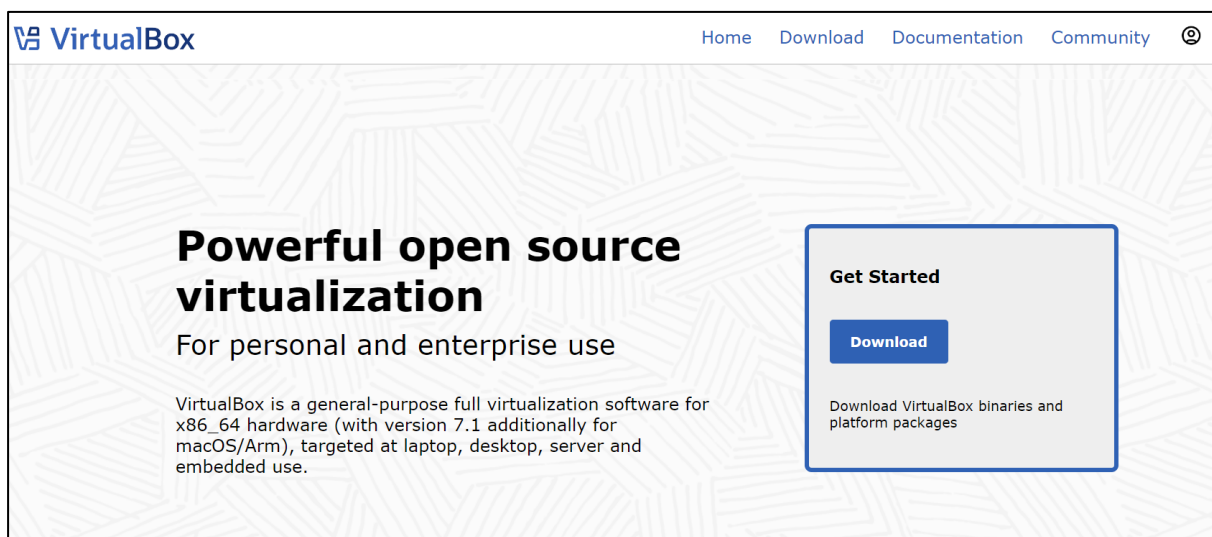 VirtualBox
Home Download Documentation Community
Powerful open source
virtualization
For personal and enterprise use
VirtualBox is a general-purpose full virtualization software for
x86_64 hardware (with version 7.1 additionally for
macOS/Arm), targeted at laptop, desktop, server and
embedded use.
Get Started
Download
Download VirtualBox binaries and
platform packages